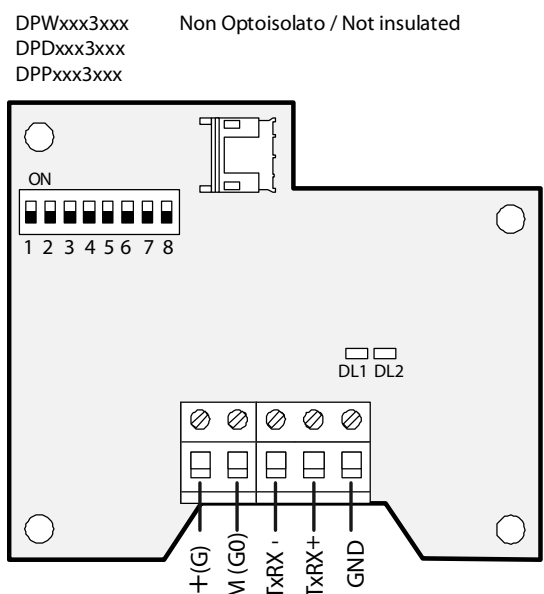 DPWxxx3xxx Non Optoisolato / Not insulated
DPDxxx3xxx
DPPxxx3xxx
ON
1 2 3 4 5 6 7 8
DL1 DL2
+(G)
M (G0)
TxRX -
TxRX+
GND